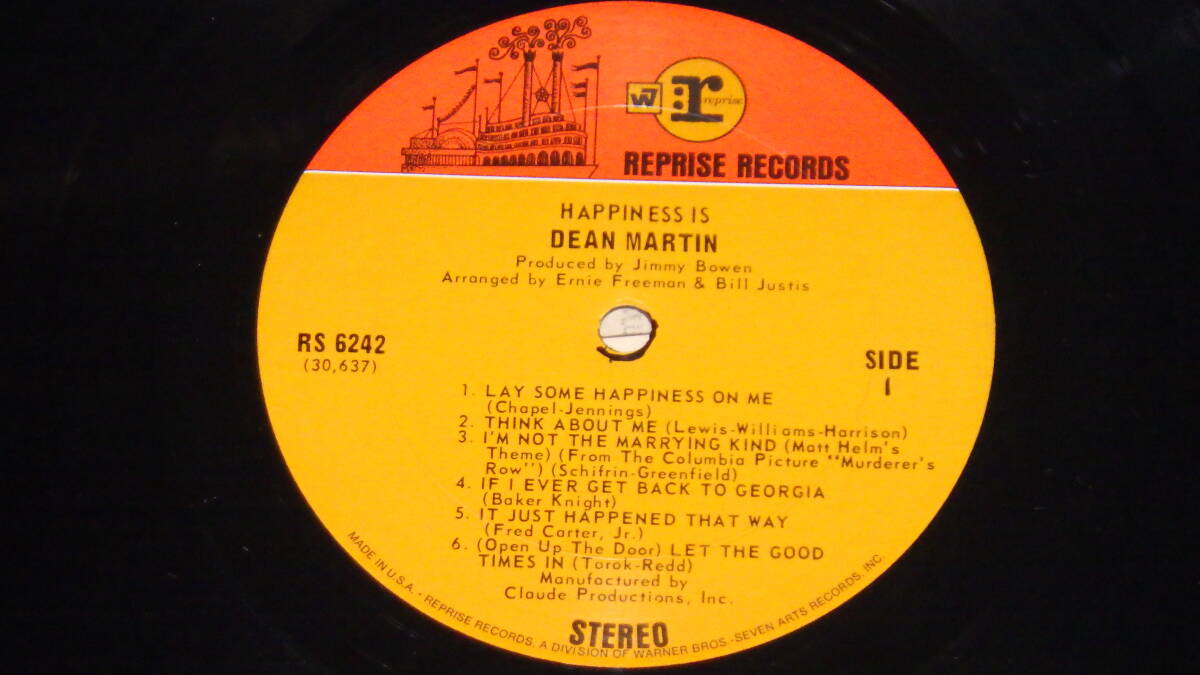 W7 :r reprise
REPRISE RECORDS
HAPPINESS IS
DEAN MARTIN
Produced by Jimmy Bowen
Arranged by Ernie Freeman & Bill Justis
RS 6242
(30,637)
SIDE
1
1. LAY SOME HAPPINESS ON ME
(Chapel-Jennings)
2. THINK ABOUT ME (Lewis-Williams-Harrison)
3. I'M NOT THE MARRYING KIND (Matt Helm's
Theme) (From The Columbia Picture "Murderer's
Row") (Schifrin-Greenfield)
4. IF I EVER GET BACK TO GEORGIA
(Baker Knight)
5. IT JUST HAPPENED THAT WAY
(Fred Carter, Jr.)
6. (Open Up The Door) LET THE GOOD
TIMES IN (Torok-Redd)
Manufactured by
Claude Productions, Inc.
STEREO
MADE IN U.S.A. • REPRISE RECORDS, A DIVISION OF WARNER BROS.-SEVEN ARTS RECORDS, INC.